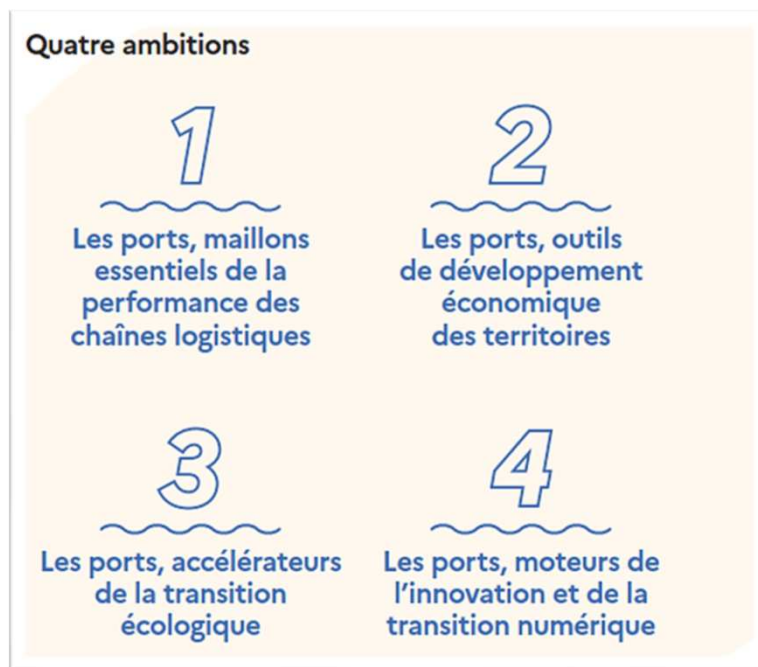 Quatre ambitions
1
Les ports, maillons
essentiels de la
performance des
chaînes logistiques
2
Les ports, outils
de développement
économique
des territoires
3
Les ports, accélérateurs
de la transition
écologique
4
Les ports, moteurs de
l'innovation et de la
transition numérique